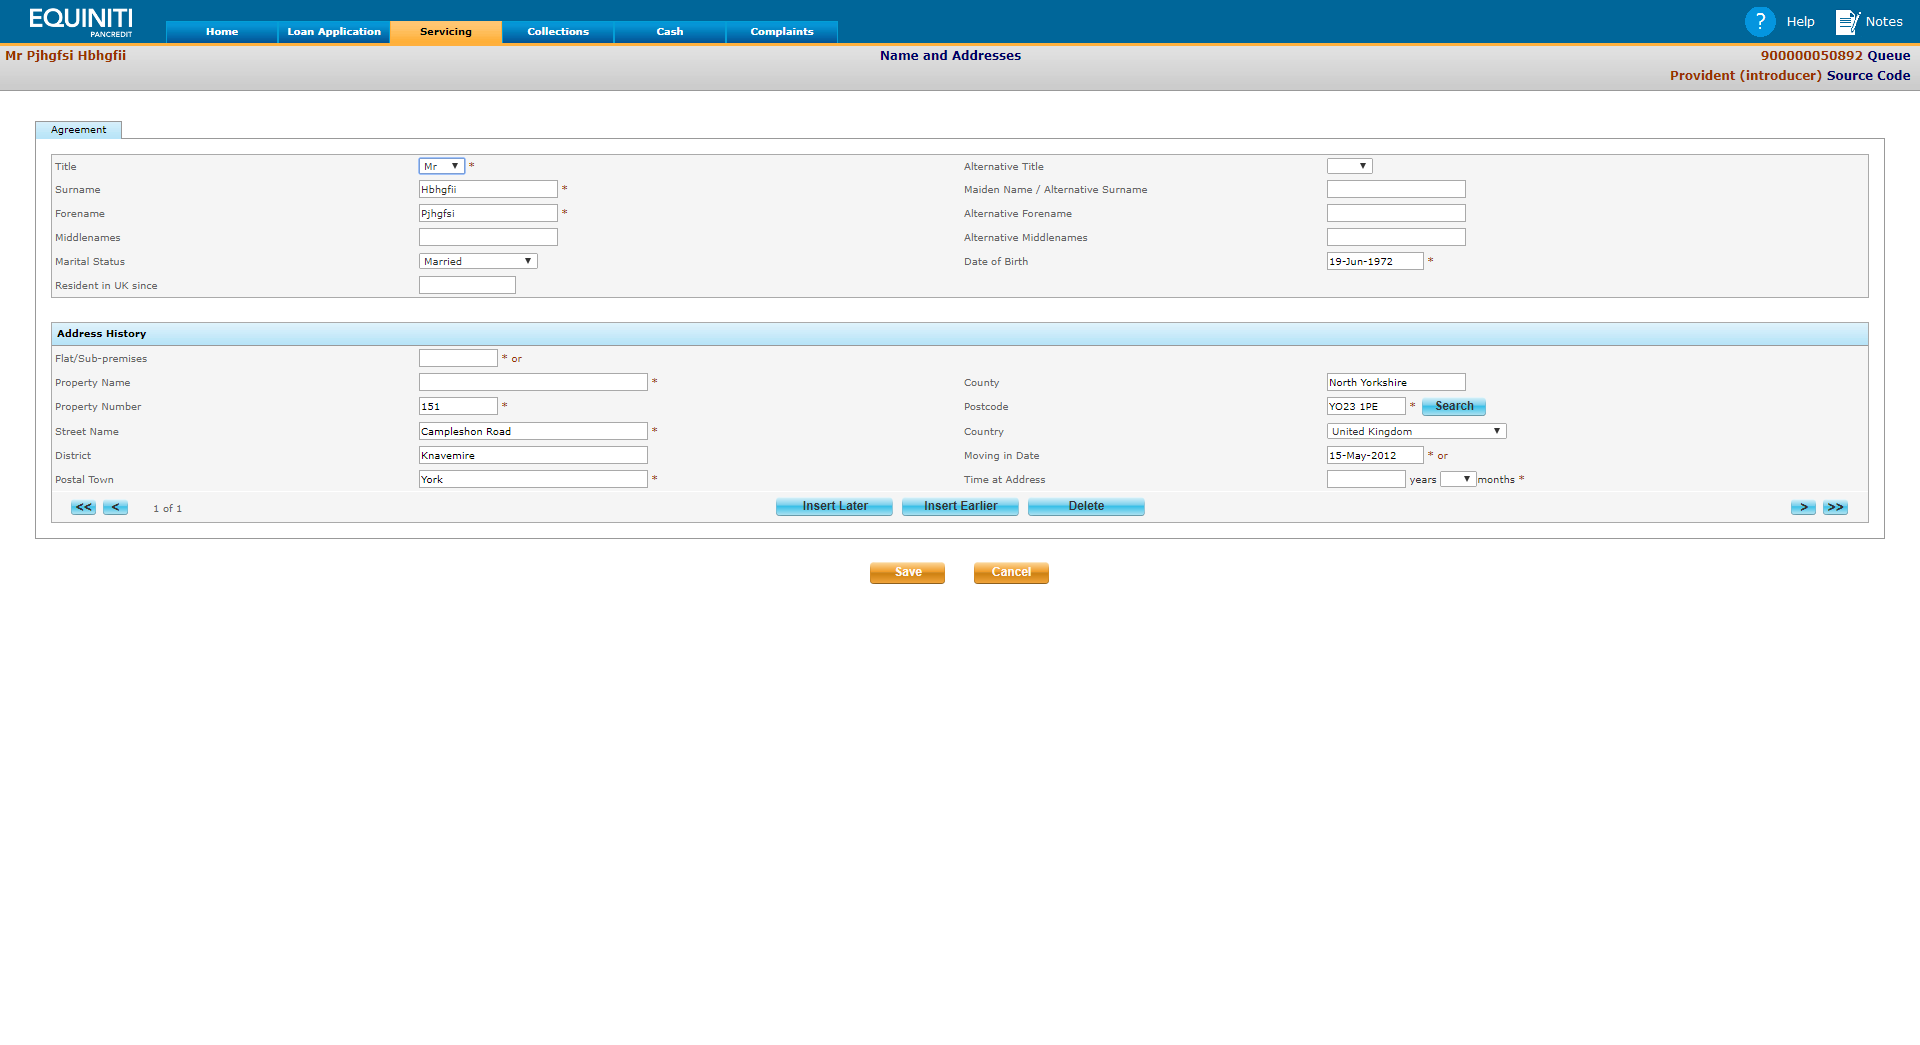 EQUINITI
PANCREDIT
Home Loan Application Servicing Collections Cash Complaints
? Help Notes
Mr Pjhgfsi Hbhgfii Name and Addresses 900000050892 Queue
Provident (introducer) Source Code
Agreement
Title Mr * Alternative Title
Surname Hbhgfii * Maiden Name / Alternative Surname
Forename Pjhgfsi * Alternative Forename
Middlenames Alternative Middlenames
Marital Status Married Date of Birth 19-Jun-1972 *
Resident in UK since
Address History
Flat/Sub-premises * or
Property Name * County North Yorkshire
Property Number 151 * Postcode YO23 1PE * Search
Street Name Campleshon Road * Country United Kingdom
District Knavemire Moving in Date 15-May-2012 * or
Postal Town York * Time at Address years months *
<< < 1 of 1 Insert Later Insert Earlier Delete > >>
Save Cancel